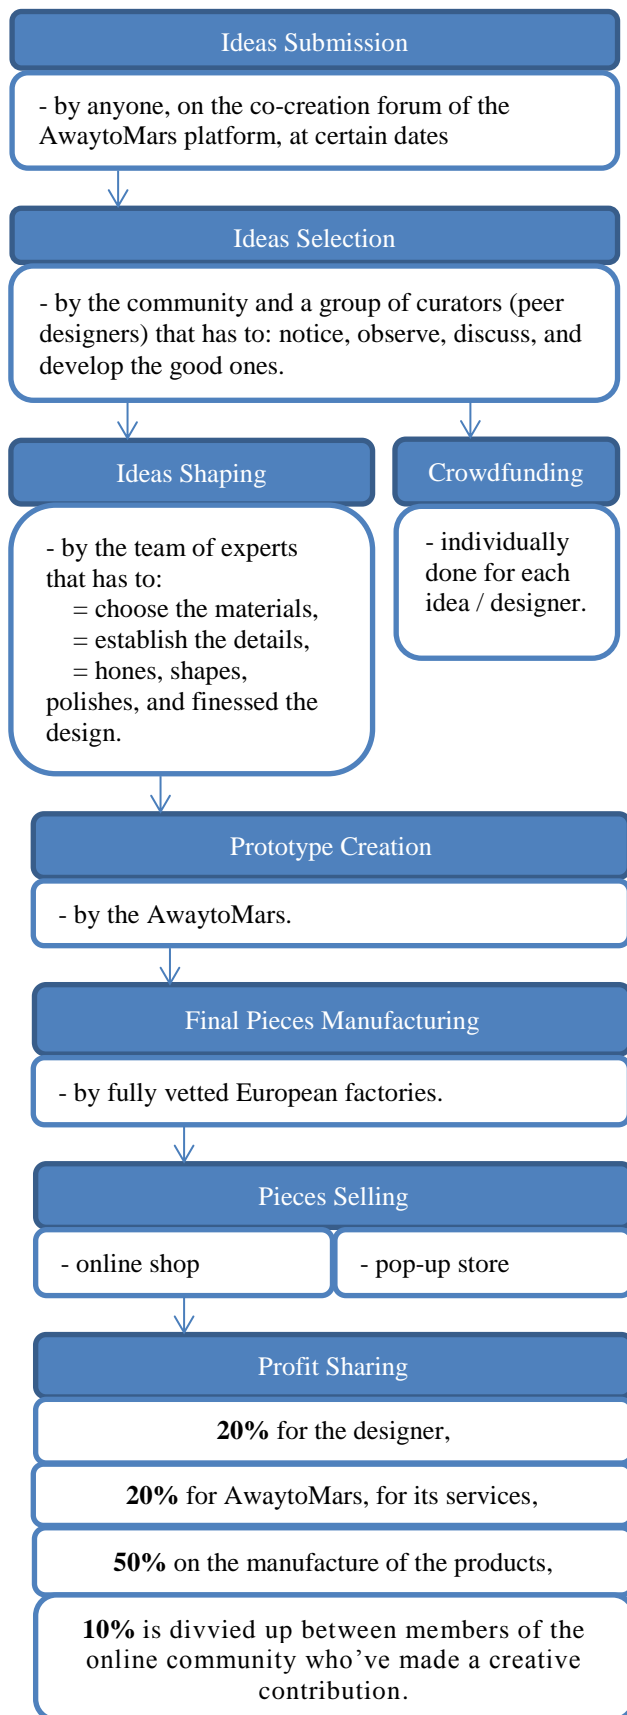 Ideas Submission
- by anyone, on the co-creation forum of the
AwaytoMars platform, at certain dates
Ideas Selection
- by the community and a group of curators (peer
designers) that has to: notice, observe, discuss, and
develop the good ones.
Ideas Shaping
- by the team of experts
that has to:
= choose the materials,
= establish the details,
= hones, shapes,
polishes, and finessed the
design.
Crowdfunding
- individually
done for each
idea / designer.
Prototype Creation
- by the AwaytoMars.
Final Pieces Manufacturing
- by fully vetted European factories.
Pieces Selling
- online shop
- pop-up store
Profit Sharing
20% for the designer,
20% for AwaytoMars, for its services,
50% on the manufacture of the products,
10% is divvied up between members of the
online community who’ve made a creative
contribution.